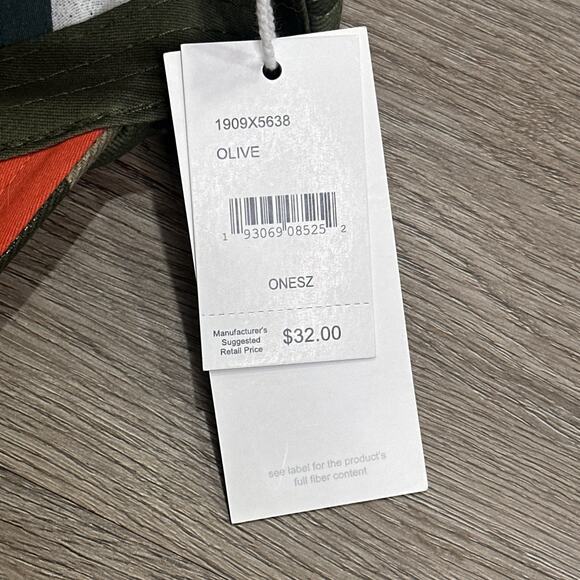 1909X5638
OLIVE
1 93069 08525 2
ONESZ
Manufacturer's
Suggested
Retail Price
$32.00
see label for the product's
full fiber content